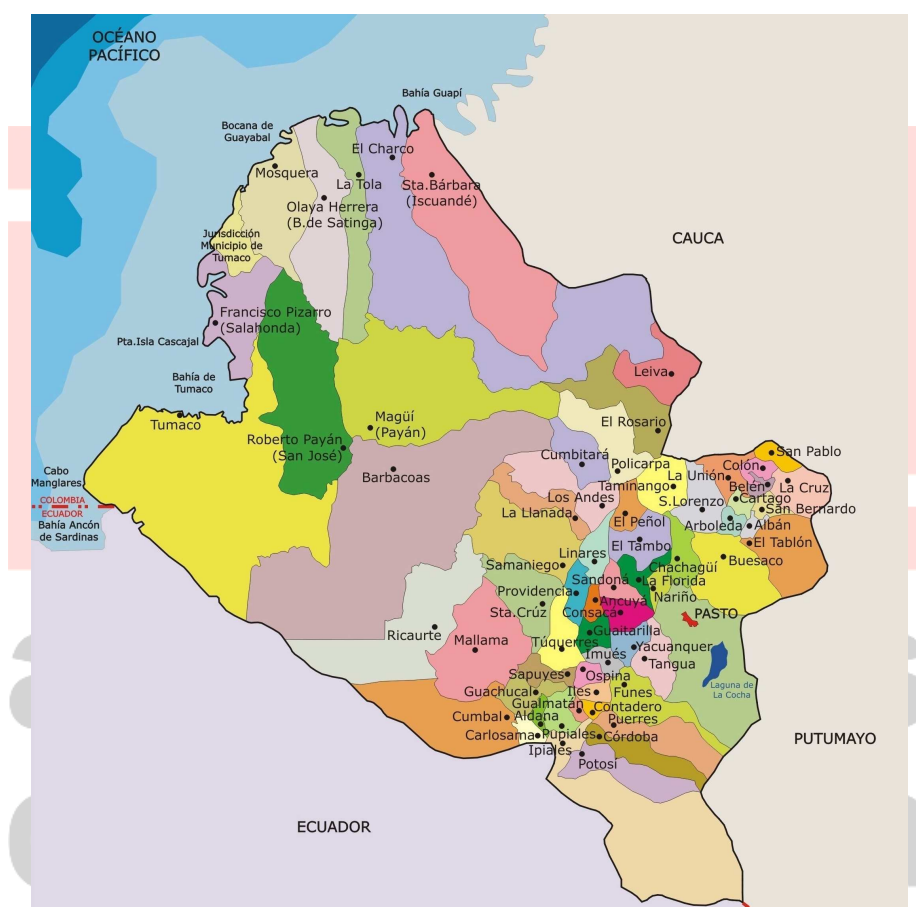 OCÉANO
PACÍFICO
Bahía Guapí
Bocana de
Guayabal
El Charco
Mosquera
La Tola
Sta.Bárbara
(Iscuandé)
Olaya Herrera
(B.de Satinga)
Jurisdicción
Municipio de
Tumaco
CAUCA
Francisco Pizarro
(Salahonda)
Pta.Isla Cascajal
Leiva
Bahía de
Tumaco
Tumaco
Magüí
(Payán)
El Rosario
Roberto Payán
(San José)
Cumbitará
Policarpa
San Pablo
Colón
La Unión
Cabo
Manglares
Barbacoas
Taminango
Belén
La Cruz
Los Andes
S.Lorenzo
Cartago
COLOMBIA
ECUADOR
La Llanada
San Bernardo
Bahía Ancón
de Sardinas
El Peñol
Arboleda
Albán
El Tambo
El Tablón
Linares
Samaniego
Chachagüí
Buesaco
Sandoná
La Florida
Providencia
Nariño
Ancuyá
Sta.Crúz
Consacá
PASTO
Ricaurte
Mallama
Guaitarilla
Túquerres
Yacuanquer
Imués
Tangua
Sapuyes
Ospina
Laguna de
La Cocha
Guachucal
Iles
Funes
Gualmatán
Contadero
Cumbal
Aldana
Puerres
Carlosama
Pupiales
Córdoba
PUTUMAYO
Ipiales
Potosí
ECUADOR